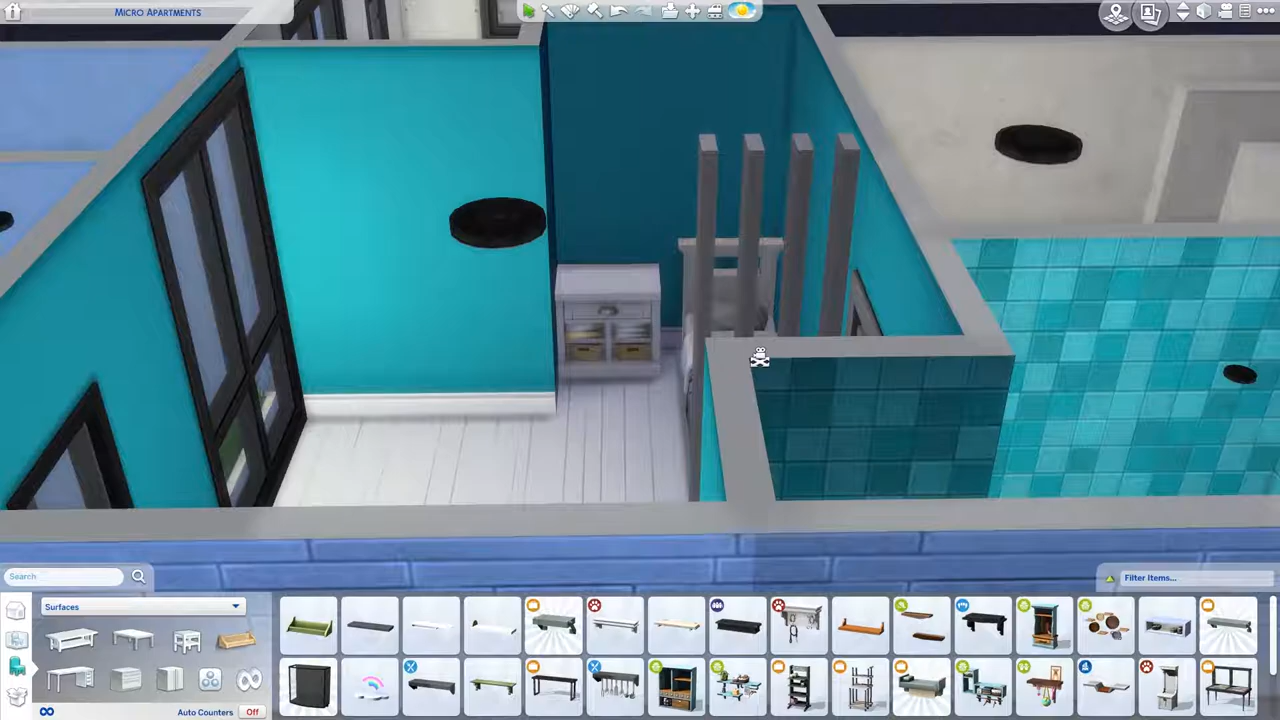 MICRO APARTMENTS
Search
Filter Items...
Surfaces
Auto Counters
Off